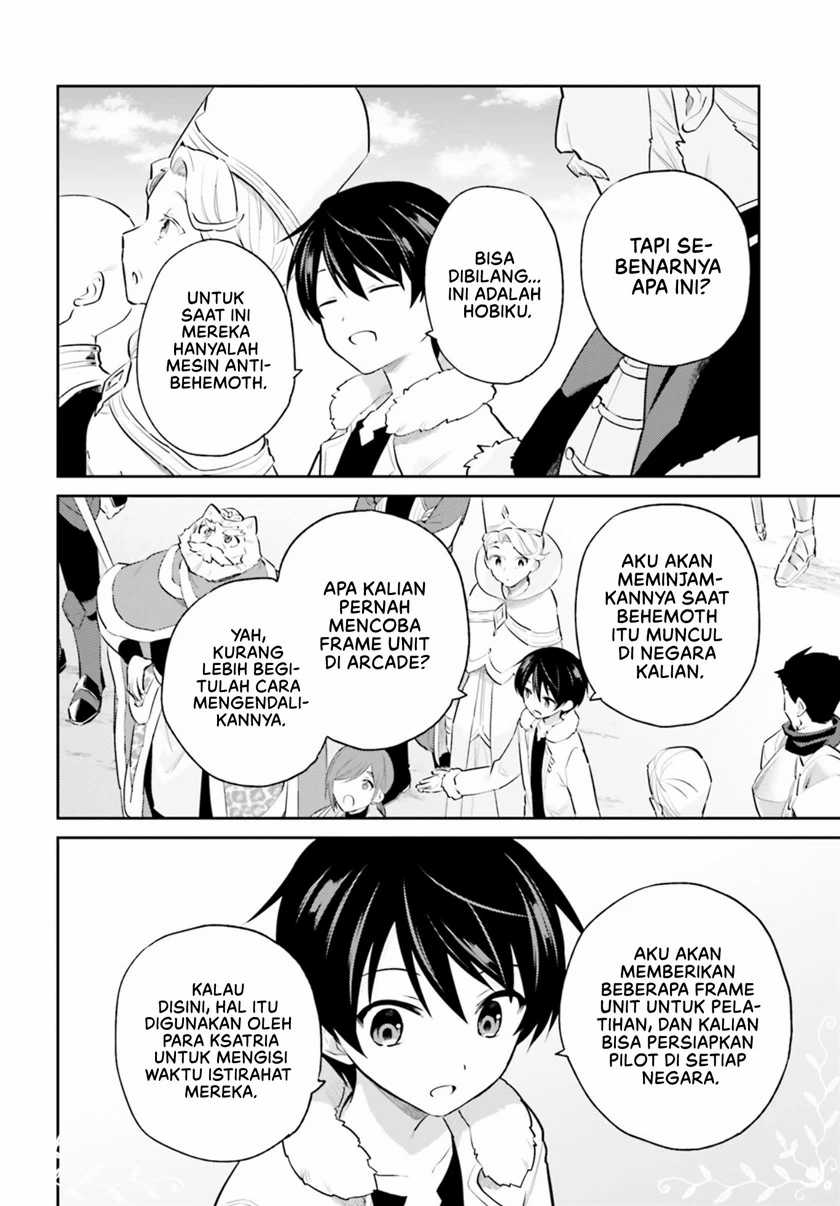 TAPI SE-
BENARNYA
APA INI?
BISA
DIBILANG...
INI ADALAH
HOBIKU.
UNTUK
SAAT INI
MEREKA
HANYALAH
MESIN ANTI-
BEHEMOTH.
AKU AKAN
MEMINJAM-
KANNYA SAAT
BEHEMOTH
ITU MUNCUL
DI NEGARA
KALIAN.
APA KALIAN
PERNAH
MENCOBA
FRAME UNIT
DI ARCADE?
YAH,
KURANG
LEBIH BEGI-
TULAH CARA
MENGENDALI-
KANNYA.
AKU AKAN
MEMBERIKAN
BEBERAPA FRAME
UNIT UNTUK PELA-
TIHAN, DAN KALIAN
BISA PERSIAPKAN
PILOT DI SETIAP
NEGARA.
KALAU
DISINI, HAL ITU
DIGUNAKAN OLEH
PARA KSATRIA
UNTUK MENGISI
WAKTU ISTIRAHAT
MEREKA.